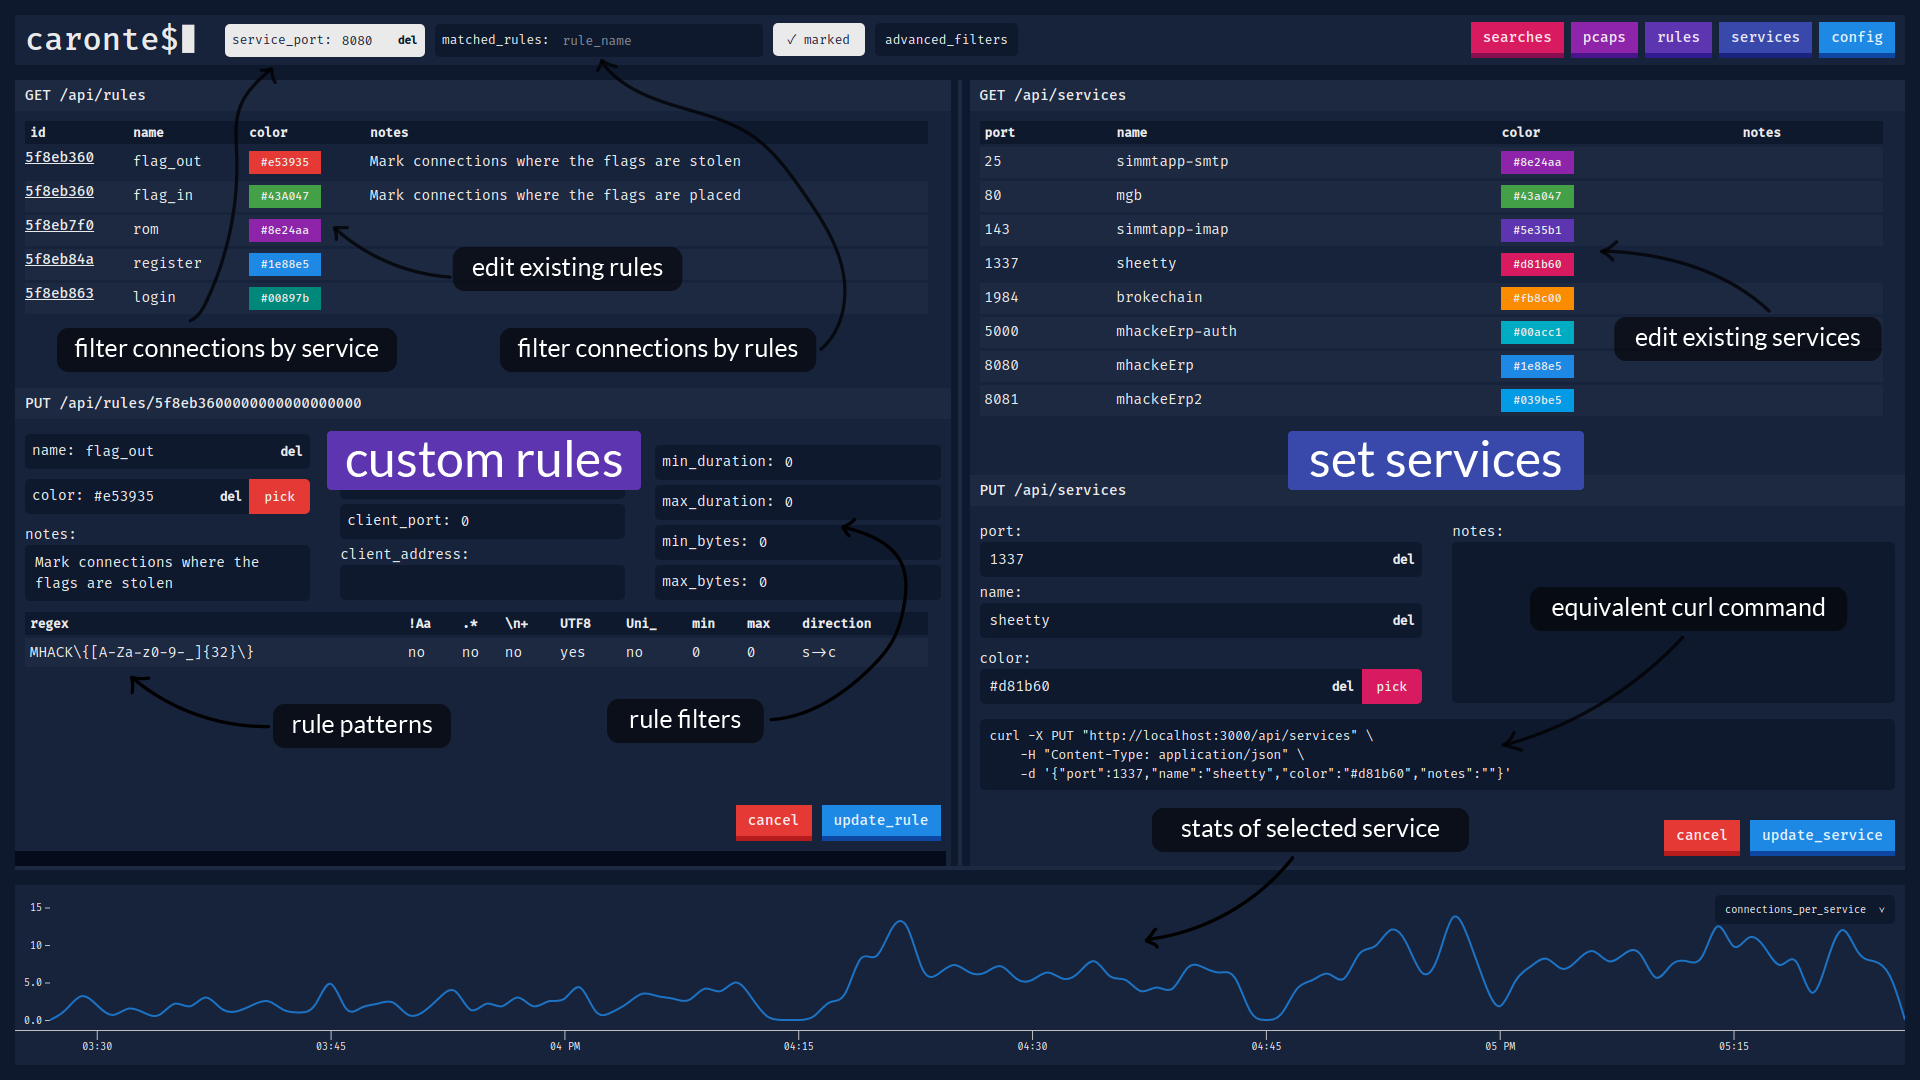 caronte$
service_port: 8080 del
matched_rules: rule_name
✓ marked
advanced_filters
searches
pcaps
rules
services
config
GET /api/rules
id name color notes
5f8eb360 flag_out #e53935 Mark connections where the flags are stolen
5f8eb360 flag_in #43A047 Mark connections where the flags are placed
5f8eb7f0 rom #8e24aa
5f8eb84a register #1e88e5
5f8eb863 login #00897b
edit existing rules
filter connections by service
filter connections by rules
PUT /api/rules/5f8eb3600000000000000000
name: flag_out del
color: #e53935 del pick
notes:
Mark connections where the
flags are stolen
custom rules
client_port: 0
client_address:
min_duration: 0
max_duration: 0
min_bytes: 0
max_bytes: 0
regex !Aa .* \n+ UTF8 Uni_ min max direction
MHACK\{[A-Za-z0-9-_]{32}\} no no no yes no 0 0 s→c
rule patterns
rule filters
cancel
update_rule
GET /api/services
port name color notes
25 simmtapp-smtp #8e24aa
80 mgb #43a047
143 simmtapp-imap #5e35b1
1337 sheetty #d81b60
1984 brokechain #fb8c00
5000 mhackeErp-auth #00acc1
8080 mhackeErp #1e88e5
8081 mhackeErp2 #039be5
edit existing services
set services
PUT /api/services
port:
1337 del
name:
sheetty del
color:
#d81b60 del pick
notes:
equivalent curl command
curl -X PUT "http://localhost:3000/api/services" \
-H "Content-Type: application/json" \
-d '{"port":1337,"name":"sheetty","color":"#d81b60","notes":""}'
stats of selected service
cancel
update_service
connections_per_service
15
10
5.0
0.0
03:30 03:45 04 PM 04:15 04:30 04:45 05 PM 05:15